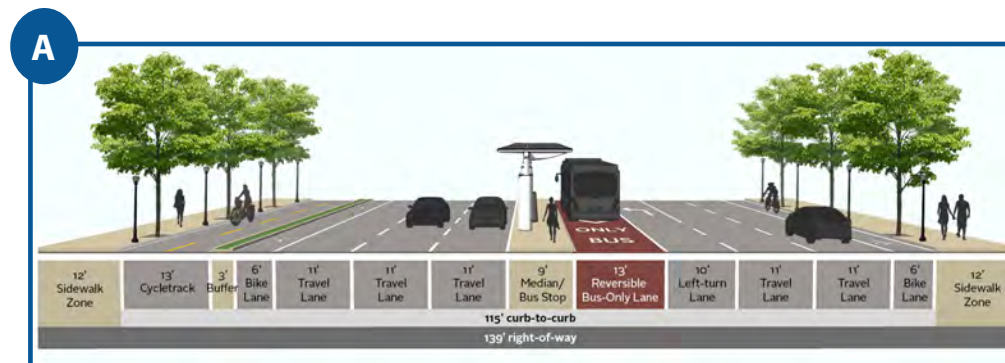 A
ONLY
BUS
12'
Sidewalk
Zone
13'
Cycletrack
3'
Buffer
6'
Bike
Lane
11'
Travel
Lane
11'
Travel
Lane
11'
Travel
Lane
9'
Median/
Bus Stop
13'
Reversible
Bus-Only Lane
10'
Left-turn
Lane
11'
Travel
Lane
11'
Travel
Lane
6'
Bike
Lane
12'
Sidewalk
Zone
115' curb-to-curb
139' right-of-way